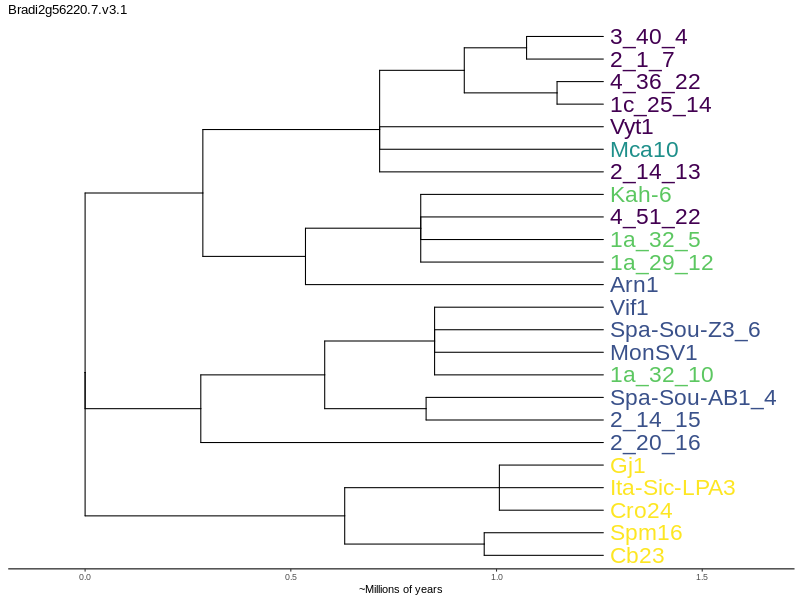 Bradi2g56220.7.v3.1
3_40_4
2_1_7
4_36_22
1c_25_14
Vyt1
Mca10
2_14_13
Kah-6
4_51_22
1a_32_5
1a_29_12
Arn1
Vif1
Spa-Sou-Z3_6
MonSV1
1a_32_10
Spa-Sou-AB1_4
2_14_15
2_20_16
Gj1
Ita-Sic-LPA3
Cro24
Spm16
Cb23
0.0 0.5 1.0 1.5
~Millions of years